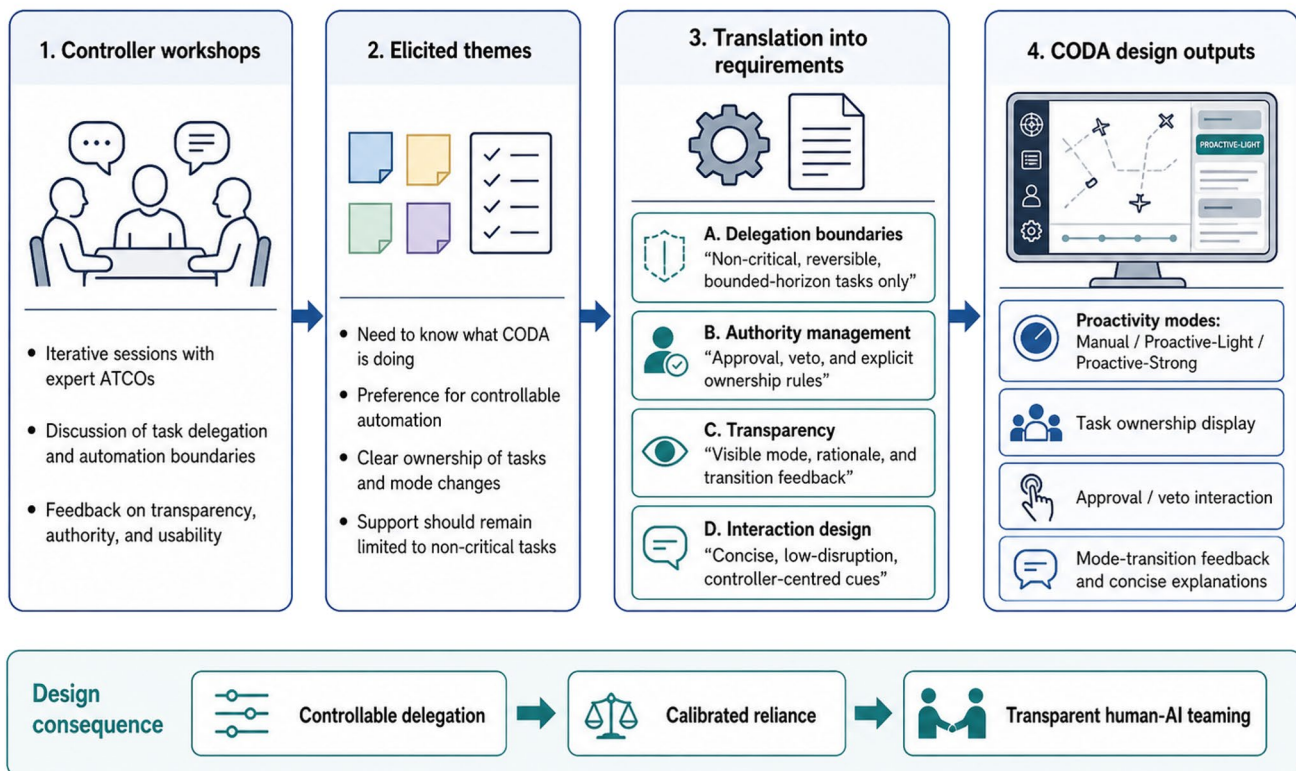 1. Controller workshops
• Iterative sessions with
expert ATCOs
• Discussion of task delegation
and automation boundaries
• Feedback on transparency,
authority, and usability
2. Elicited themes
• Need to know what CODA
is doing
• Preference for controllable
automation
• Clear ownership of tasks
and mode changes
• Support should remain
limited to non-critical tasks
3. Translation into
requirements
A. Delegation boundaries
“Non-critical, reversible,
bounded-horizon tasks only”
B. Authority management
“Approval, veto, and explicit
ownership rules”
C. Transparency
“Visible mode, rationale, and
transition feedback”
D. Interaction design
“Concise, low-disruption,
controller-centred cues”
4. CODA design outputs
PROACTIVE-LIGHT
Proactivity modes:
Manual / Proactive-Light /
Proactive-Strong
Task ownership display
Approval / veto interaction
Mode-transition feedback
and concise explanations
Design
consequence
Controllable delegation
Calibrated reliance
Transparent human-AI teaming